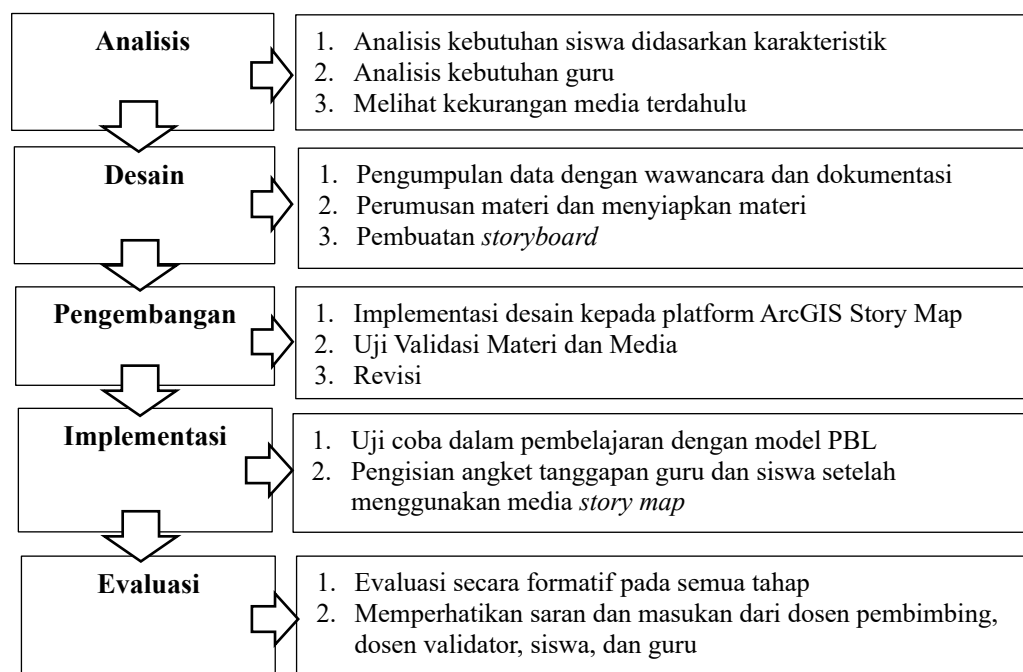 Analisis
1. Analisis kebutuhan siswa didasarkan karakteristik
2. Analisis kebutuhan guru
3. Melihat kekurangan media terdahulu
Desain
1. Pengumpulan data dengan wawancara dan dokumentasi
2. Perumusan materi dan menyiapkan materi
3. Pembuatan storyboard
Pengembangan
1. Implementasi desain kepada platform ArcGIS Story Map
2. Uji Validasi Materi dan Media
3. Revisi
Implementasi
1. Uji coba dalam pembelajaran dengan model PBL
2. Pengisian angket tanggapan guru dan siswa setelah
menggunakan media story map
Evaluasi
1. Evaluasi secara formatif pada semua tahap
2. Memperhatikan saran dan masukan dari dosen pembimbing,
dosen validator, siswa, dan guru